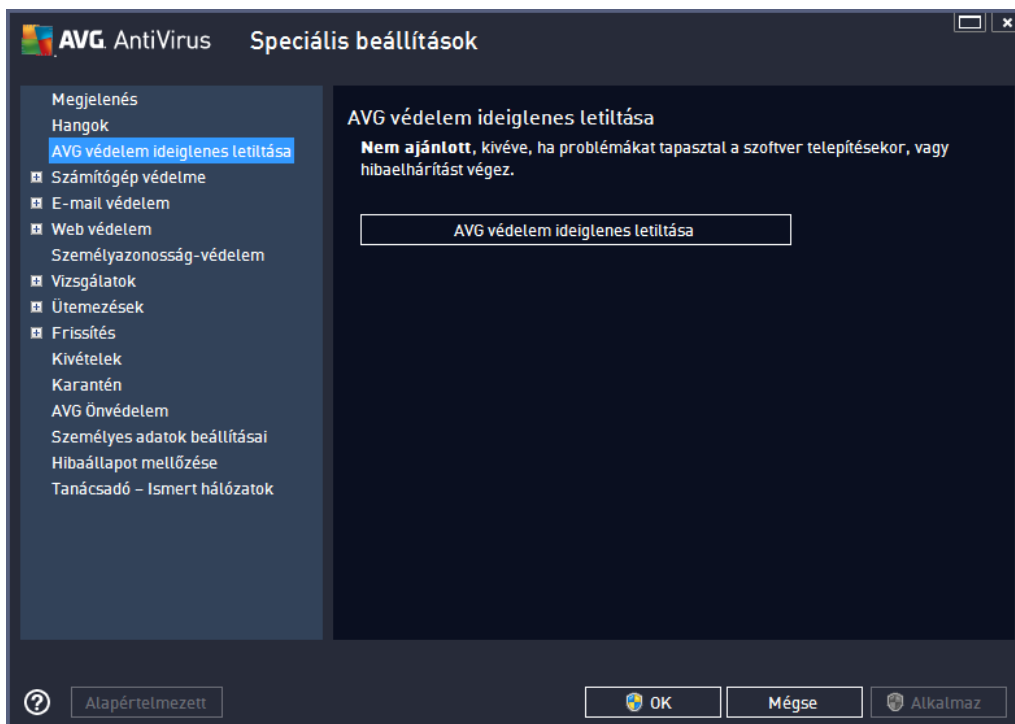 AVG AntiVirus Speciális beállítások
Megjelenés
Hangok
AVG védelem ideiglenes letiltása
Számítógép védelme
E-mail védelem
Web védelem
Személyazonosság-védelem
Vizsgálatok
Ütemezések
Frissítés
Kivételek
Karantén
AVG Önvédelem
Személyes adatok beállításai
Hibaállapot mellőzése
Tanácsadó – Ismert hálózatok
AVG védelem ideiglenes letiltása
Nem ajánlott, kivéve, ha problémákat tapasztal a szoftver telepítésekor, vagy
hibaelhárítást végez.
AVG védelem ideiglenes letiltása
Alapértelmezett
OK
Mégse
Alkalmaz